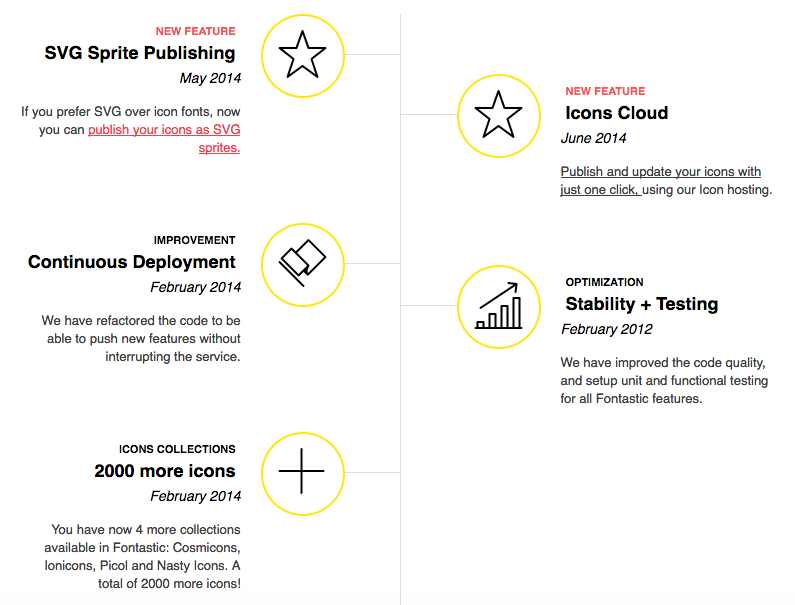 NEW FEATURE
SVG Sprite Publishing
May 2014
If you prefer SVG over icon fonts, now
you can publish your icons as SVG
sprites.
NEW FEATURE
Icons Cloud
June 2014
Publish and update your icons with
just one click, using our Icon hosting.
IMPROVEMENT
Continuous Deployment
February 2014
We have refactored the code to be
able to push new features without
interrupting the service.
OPTIMIZATION
Stability + Testing
February 2012
We have improved the code quality,
and setup unit and functional testing
for all Fontastic features.
ICONS COLLECTIONS
2000 more icons
February 2014
You have now 4 more collections
available in Fontastic: Cosmicons,
Ionicons, Picol and Nasty Icons. A
total of 2000 more icons!